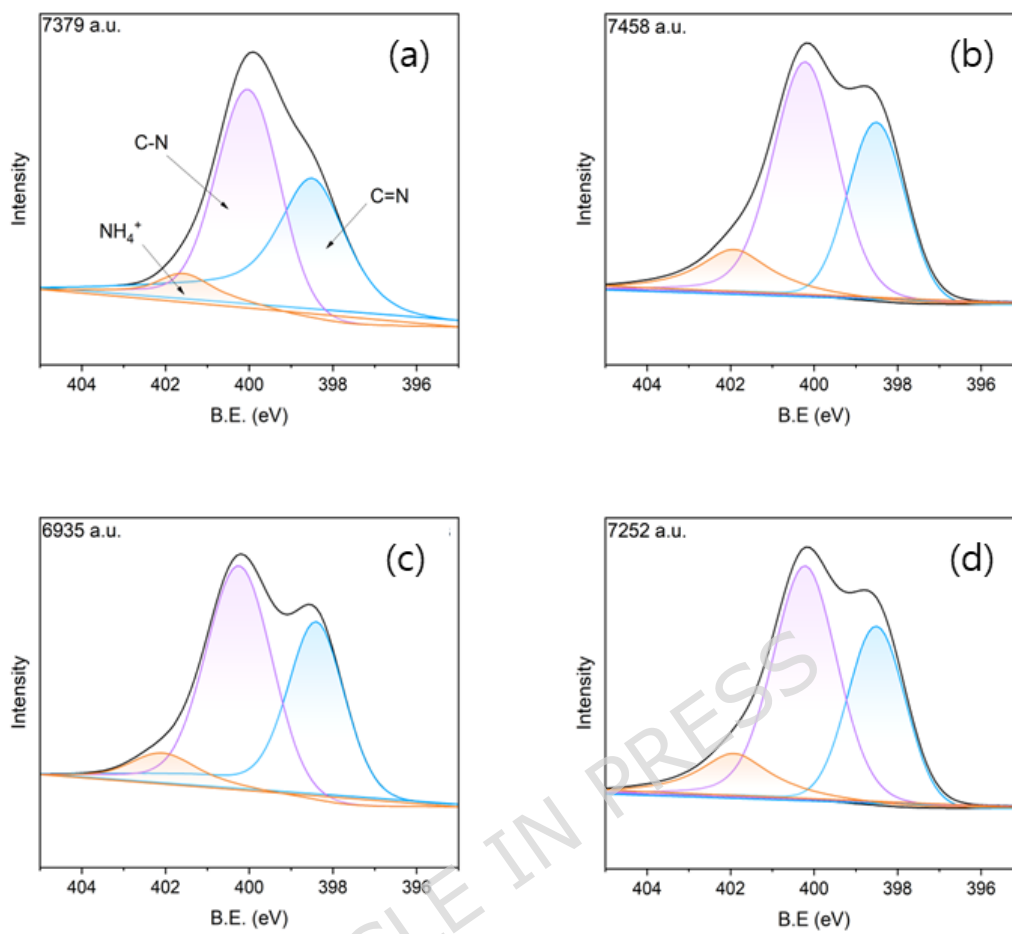 7379 a.u.
(a)
C-N
C=N
NH₄⁺
Intensity
404 402 400 398 396
B.E. (eV)
7458 a.u.
(b)
Intensity
404 402 400 398 396
B.E (eV)
6935 a.u.
(c)
Intensity
404 402 400 398 396
B.E. (eV)
7252 a.u.
(d)
Intensity
404 402 400 398 396
B.E (eV)
CLE IN PRESS